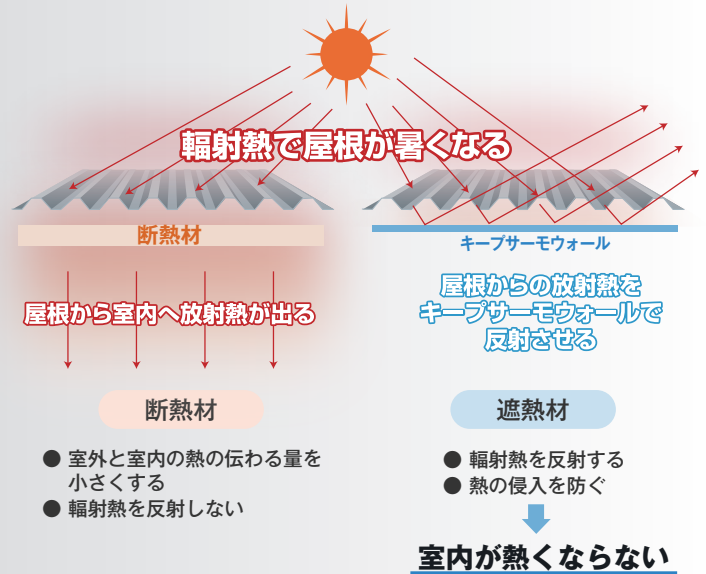 輻射熱で屋根が暑くなる
断熱材
キープサーモウォール
屋根から室内へ放射熱が出る
屋根からの放射熱を
キープサーモウォールで
反射させる
断熱材
● 室外と室内の熱の伝わる量を
小さくする
● 輻射熱を反射しない
遮熱材
● 輻射熱を反射する
● 熱の侵入を防ぐ
室内が熱くならない